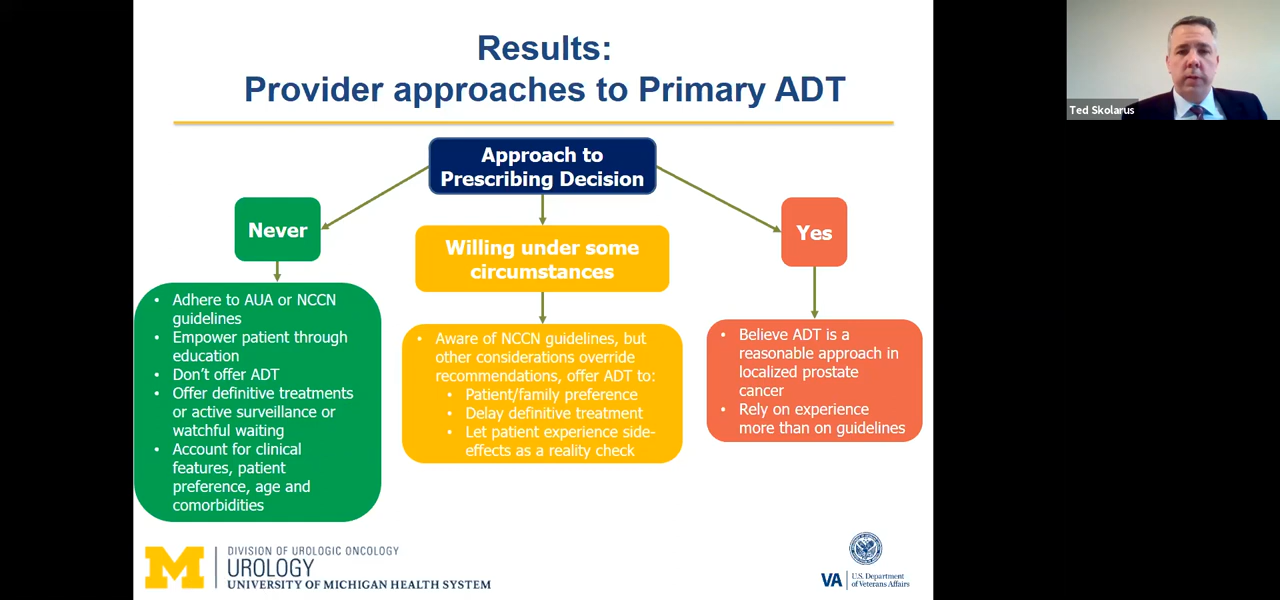 Results:
Provider approaches to Primary ADT
Ted Skolarus
Approach to
Prescribing Decision
Never
Willing under some
circumstances
Yes
• Adhere to AUA or NCCN
guidelines
• Empower patient through
education
• Don't offer ADT
• Offer definitive treatments
or active surveillance or
watchful waiting
• Account for clinical
features, patient
preference, age and
comorbidities
• Aware of NCCN guidelines, but
other considerations override
recommendations, offer ADT to:
• Patient/family preference
• Delay definitive treatment
• Let patient experience side-
effects as a reality check
• Believe ADT is a
reasonable approach in
localized prostate
cancer
• Rely on experience
more than on guidelines
M
DIVISION OF UROLOGIC ONCOLOGY
UROLOGY
UNIVERSITY OF MICHIGAN HEALTH SYSTEM
VA
U.S. Department
of Veterans Affairs